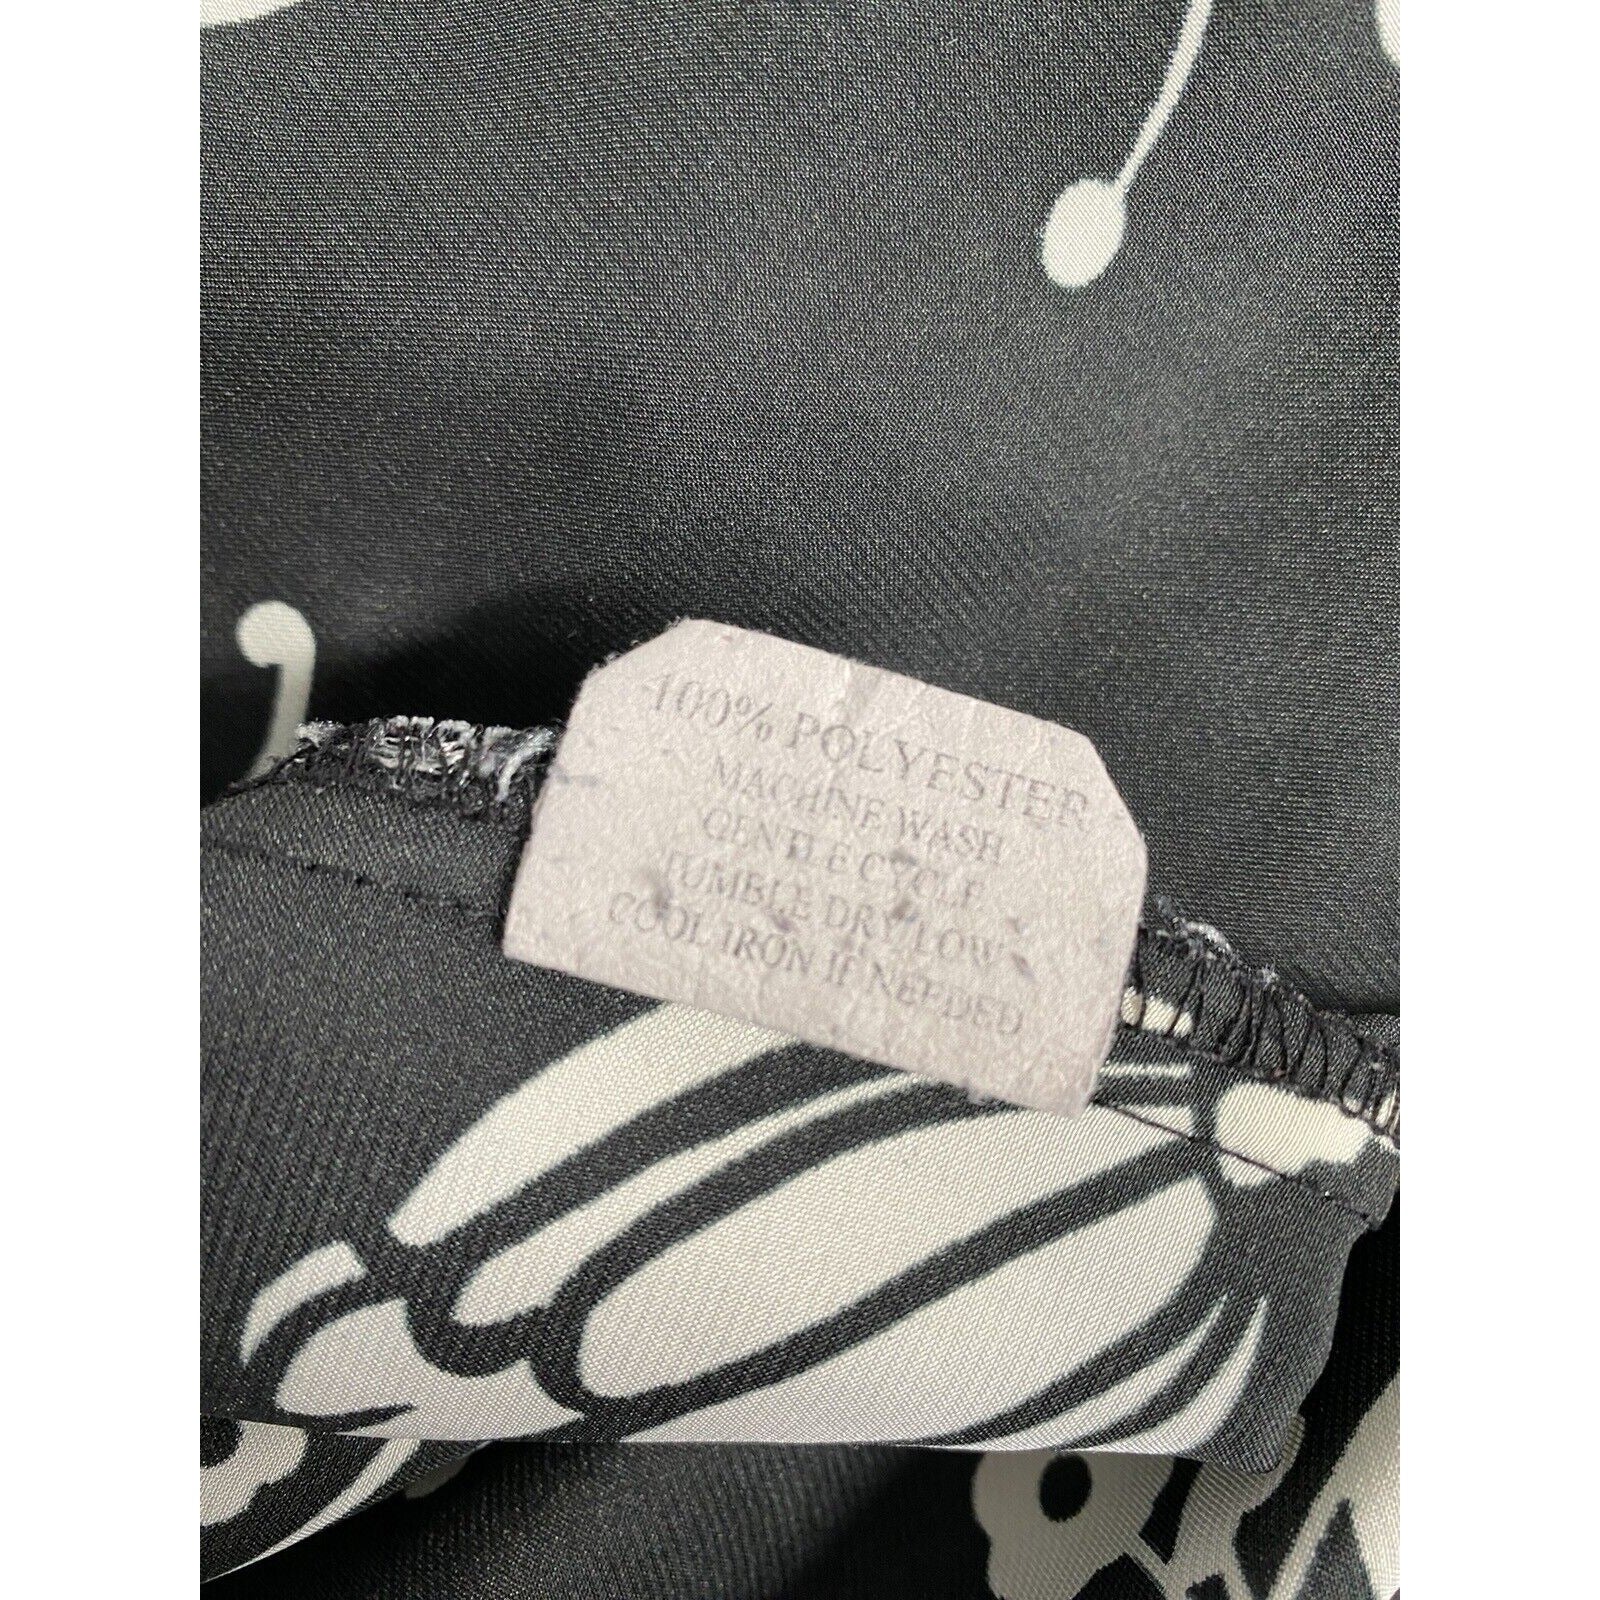 100% POLYESTER
MACHINE WASH
GENTLE CYCLE
TUMBLE DRY LOW
COOL IRON IF NEEDED